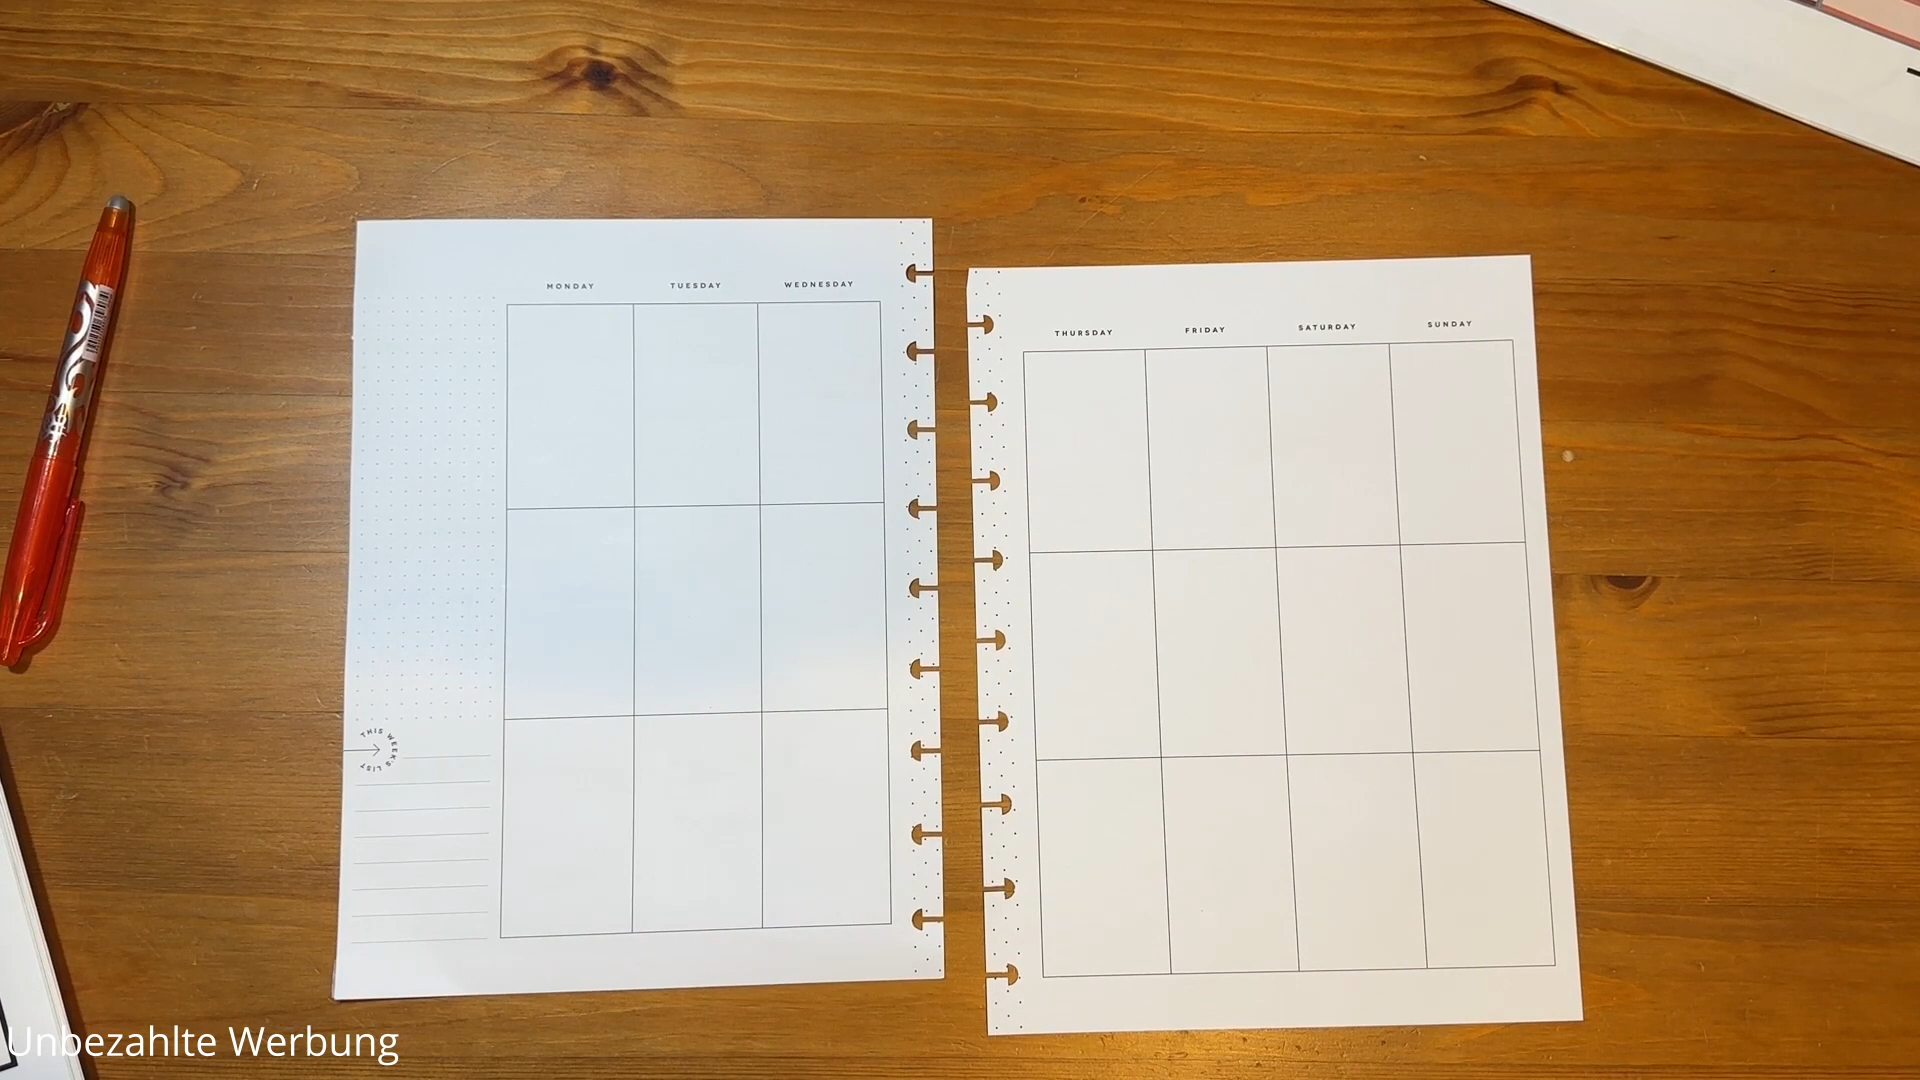 MONDAY TUESDAY WEDNESDAY
THURSDAY FRIDAY SATURDAY SUNDAY
THIS WEEK'S LIST
Unbezahlte Werbung